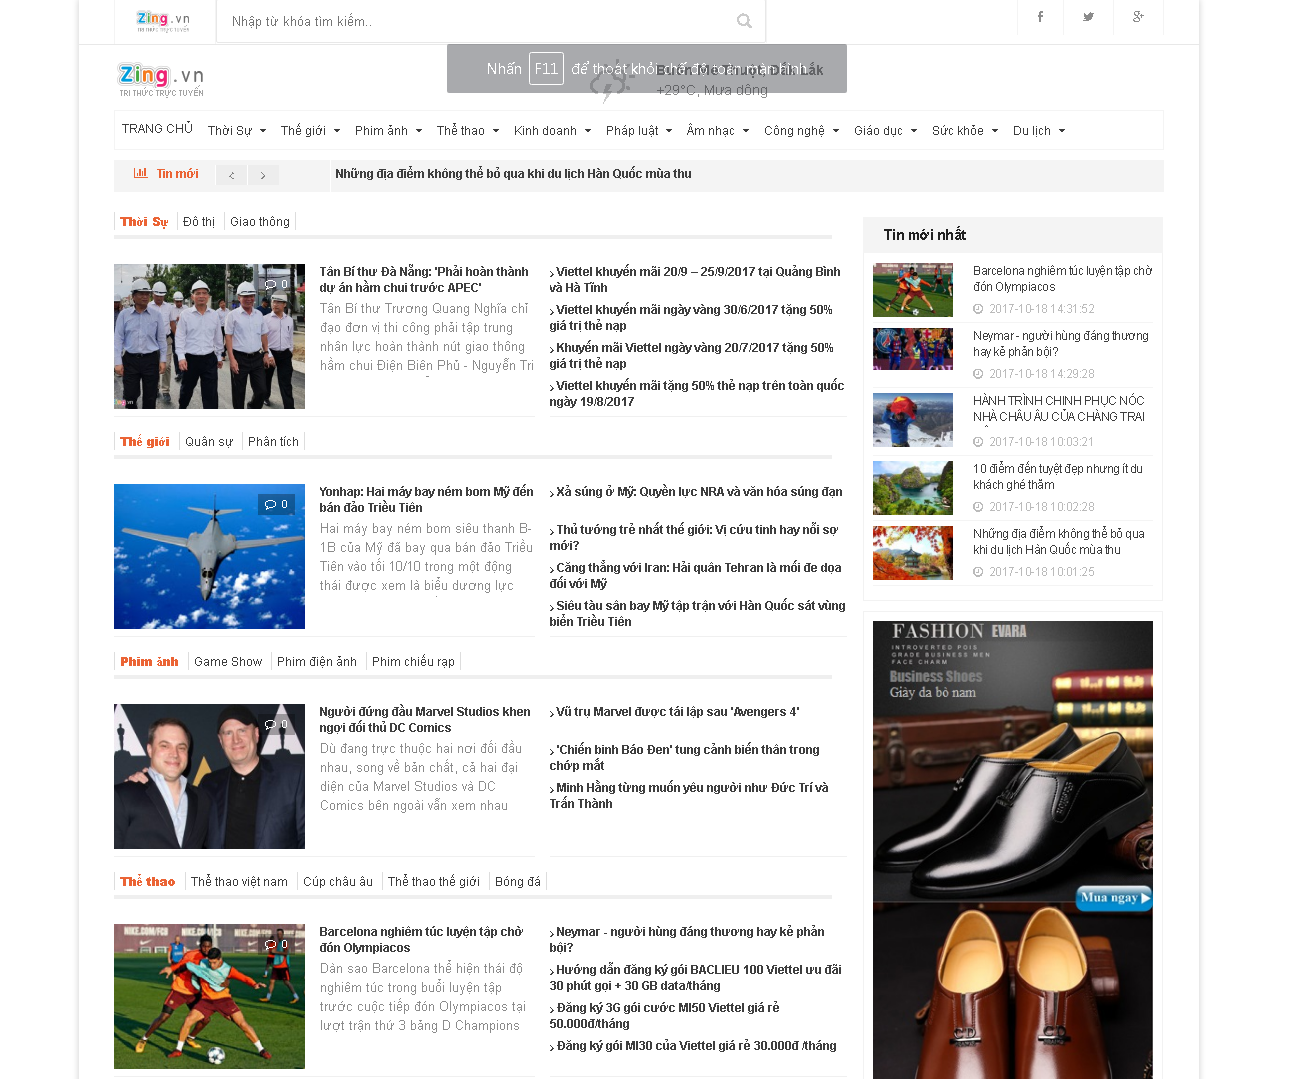 Zing.vn
TRI THỨC TRỰC TUYẾN
Nhập từ khóa tìm kiếm..
Zing.vn
TRI THỨC TRỰC TUYẾN
Nhấn F11 để thoát khỏi chế độ toàn màn hình.
+29°C, Mưa dông
TRANG CHỦ Thời Sự Thế giới Phim ảnh Thể thao Kinh doanh Pháp luật Âm nhạc Công nghệ Giáo dục Sức khỏe Du lịch
Tin mới
Những địa điểm không thể bỏ qua khi du lịch Hàn Quốc mùa thu
Thời Sự Đô thị Giao thông
0
Tân Bí thư Đà Nẵng: 'Phải hoàn thành
dự án hầm chui trước APEC'
Tân Bí thư Trương Quang Nghĩa chỉ
đạo đơn vị thi công phải tập trung
nhân lực hoàn thành nút giao thông
hầm chui Điện Biên Phủ - Nguyễn Tri
Viettel khuyến mãi 20/9 – 25/9/2017 tại Quảng Bình
và Hà Tĩnh
Viettel khuyến mãi ngày vàng 30/6/2017 tặng 50%
giá trị thẻ nạp
Khuyến mãi Viettel ngày vàng 20/7/2017 tặng 50%
giá trị thẻ nạp
Viettel khuyến mãi tặng 50% thẻ nạp trên toàn quốc
ngày 19/8/2017
Thế giới Quân sự Phân tích
0
Yonhap: Hai máy bay ném bom Mỹ đến
bán đảo Triều Tiên
Hai máy bay ném bom siêu thanh B-
1B của Mỹ đã bay qua bán đảo Triều
Tiên vào tối 10/10 trong một động
thái được xem là biểu dương lực
Xả súng ở Mỹ: Quyền lực NRA và văn hóa súng đạn
Thủ tướng trẻ nhất thế giới: Vị cứu tinh hay nỗi sợ
mới?
Căng thẳng với Iran: Hải quân Tehran là mối đe dọa
đối với Mỹ
Siêu tàu sân bay Mỹ tập trận với Hàn Quốc sát vùng
biển Triều Tiên
Phim ảnh Game Show Phim điện ảnh Phim chiếu rạp
0
Người đứng đầu Marvel Studios khen
ngợi đối thủ DC Comics
Dù đang trực thuộc hai nơi đối đầu
nhau, song về bản chất, cả hai đại
diện của Marvel Studios và DC
Comics bên ngoài vẫn xem nhau
Vũ trụ Marvel được tái lập sau 'Avengers 4'
'Chiến binh Báo Đen' tung cảnh biến thân trong
chớp mắt
Minh Hằng từng muốn yêu người như Đức Trí và
Trấn Thành
Thể thao Thể thao việt nam Cúp châu âu Thể thao thế giới Bóng đá
0
Barcelona nghiêm túc luyện tập chờ
đón Olympiacos
Dàn sao Barcelona thể hiện thái độ
nghiêm túc trong buổi luyện tập
trước cuộc tiếp đón Olympiacos tại
lượt trận thứ 3 bảng D Champions
Neymar - người hùng đáng thương hay kẻ phản
bội?
Hướng dẫn đăng ký gói BACLIEU 100 Viettel ưu đãi
30 phút gọi + 30 GB data/tháng
Đăng ký 3G gói cước MI50 Viettel giá rẻ
50.000đ/tháng
Đăng ký gói MI30 của Viettel giá rẻ 30.000đ /tháng
Tin mới nhất
Barcelona nghiêm túc luyện tập chờ
đón Olympiacos
2017-10-18 14:31:52
Neymar - người hùng đáng thương
hay kẻ phản bội?
2017-10-18 14:29:28
HÀNH TRÌNH CHINH PHỤC NÓC
NHÀ CHÂU ÂU CỦA CHÀNG TRAI
2017-10-18 10:03:21
10 điểm đến tuyệt đẹp nhưng ít du
khách ghé thăm
2017-10-18 10:02:28
Những địa điểm không thể bỏ qua
khi du lịch Hàn Quốc mùa thu
2017-10-18 10:01:25
FASHION EVARA
INTROVERTED POIS
GRADE BUSINESS MEN
FACE CHARM
Business Shoes
Giày da bò nam
Mua ngay